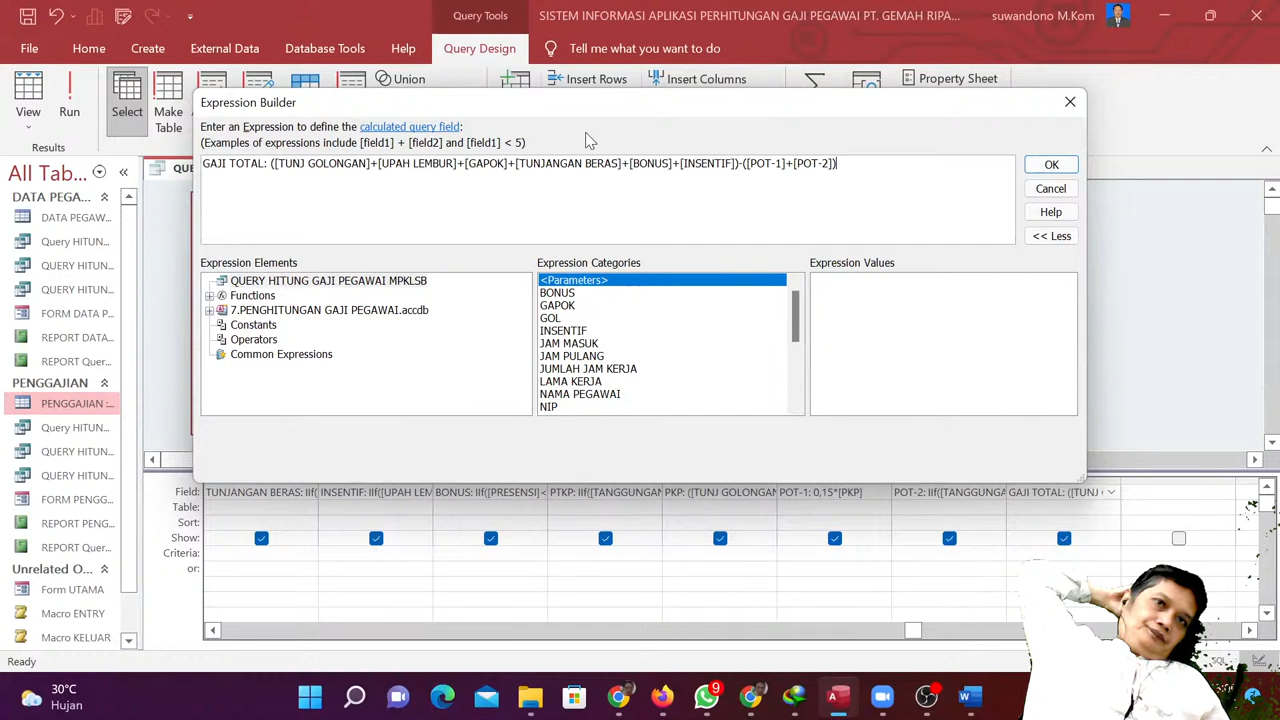 Query Tools
SISTEM INFORMASI APLIKASI PERHITUNGAN GAJI PEGAWAI PT. GEMAH RIPA...
suwandono M.Kom
File
Home
Create
External Data
Database Tools
Help
Query Design
Tell me what you want to do
View
Run
Select
Make
Table
Union
Insert Rows
Insert Columns
Property Sheet
Results
Expression Builder
Enter an Expression to define the calculated query field:
(Examples of expressions include [field1] + [field2] and [field1] < 5)
GAJI TOTAL: ([TUNJ GOLONGAN]+[UPAH LEMBUR]+[GAPOK]+[TUNJANGAN BERAS]+[BONUS]+[INSENTIF])-([POT-1]+[POT-2])
OK
Cancel
Help
<< Less
Expression Elements
QUERY HITUNG GAJI PEGAWAI MPKLSB
Functions
7.PENGHITUNGAN GAJI PEGAWAI.accdb
Constants
Operators
Common Expressions
Expression Categories
<Parameters>
BONUS
GAPOK
GOL
INSENTIF
JAM MASUK
JAM PULANG
JUMLAH JAM KERJA
LAMA KERJA
NAMA PEGAWAI
NIP
Expression Values
All Tab...
QUE
DATA PEGA...
DATA PEGAW...
Query HITUN...
QUERY HITU...
QUERY HITU...
FORM DATA P...
REPORT DATA...
REPORT Quer...
PENGGAJIAN
PENGGAJIAN :...
Query HITUN...
QUERY HITU...
QUERY HITU...
FORM PENGG...
REPORT PENG...
REPORT Quer...
Unrelated O...
Form UTAMA
Macro ENTRY
Macro KELUAR
Field:
Sort:
Show:
Criteria:
or:
TUNJANGAN BERAS: IIf(
INSENTIF: IIf([UPAH LEM
BONUS: IIf([PRESENSI]<
PTKP: IIf([TANGGUNGAN
PKP: ([TUNJ GOLONGAN
POT-1: 0,15*[PKP]
POT-2: IIf([TANGGUNGA
GAJI TOTAL: ([TUNJ
Ready
SQL
30°C
Hujan
9